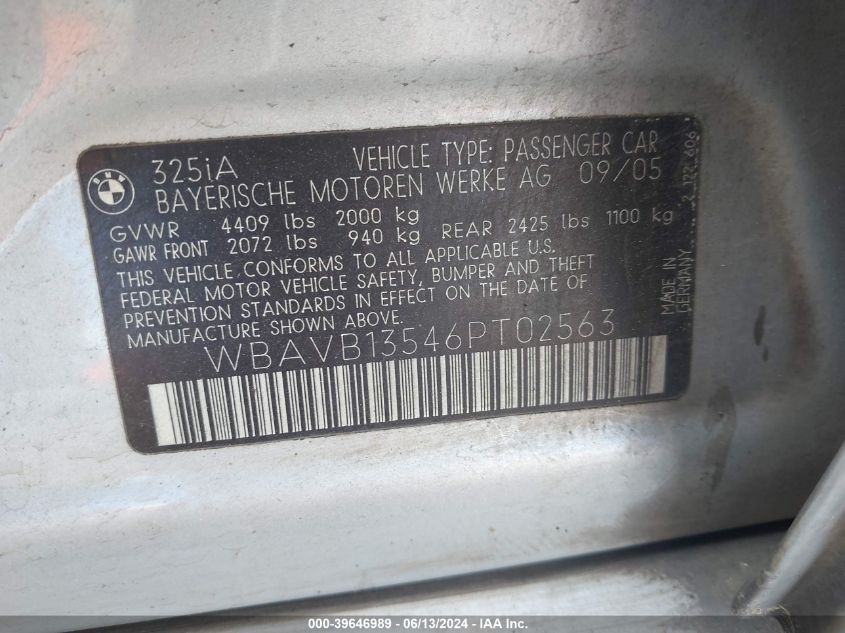 325iA VEHICLE TYPE: PASSENGER CAR
BMW BAYERISCHE MOTOREN WERKE AG 09/05
GVWR 4409 lbs 2000 kg
GAWR FRONT 2072 lbs 940 kg REAR 2425 lbs 1100 kg
THIS VEHICLE CONFORMS TO ALL APPLICABLE U.S.
FEDERAL MOTOR VEHICLE SAFETY, BUMPER AND THEFT
PREVENTION STANDARDS IN EFFECT ON THE DATE OF
MANUFACTURE SHOWN ABOVE.
WBAVB13546PT02563
MADE IN
GERMANY
000-39646989 - 06/13/2024 - IAA Inc.